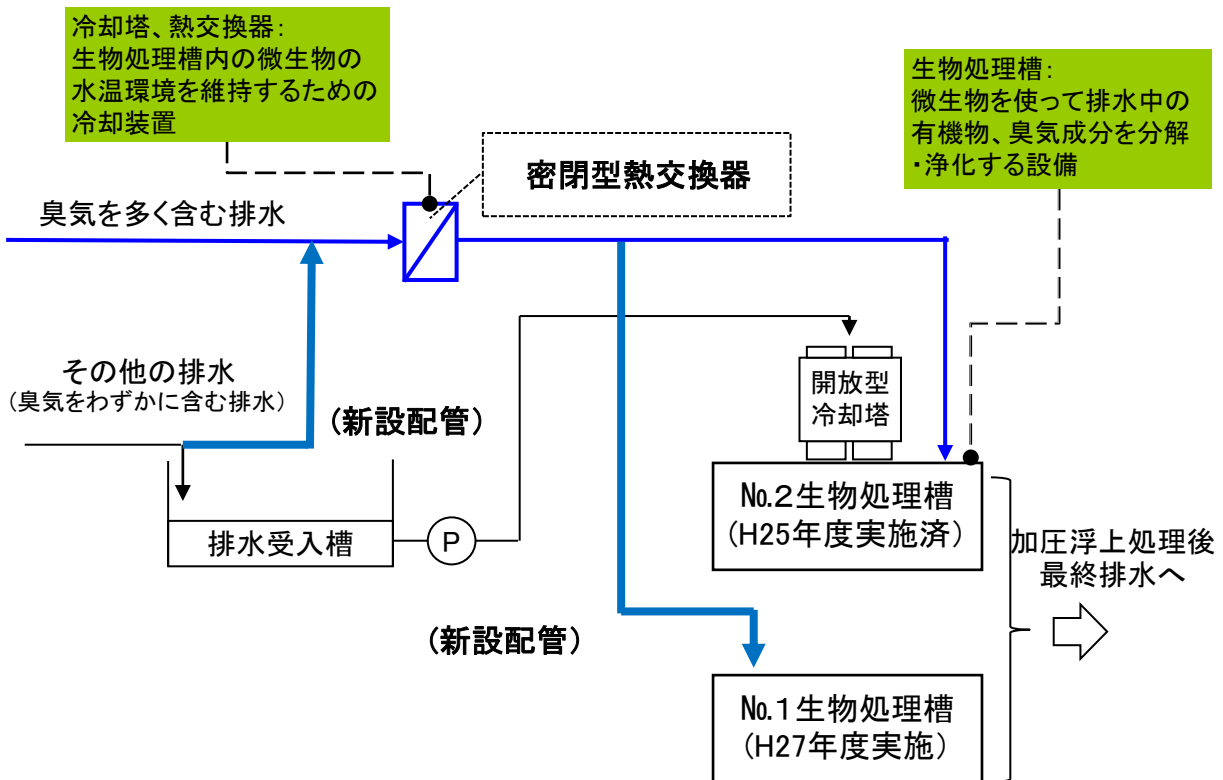 冷却塔、熱交換器：
生物処理槽内の微生物の
水温環境を維持するための
冷却装置
生物処理槽：
微生物を使って排水中の
有機物、臭気成分を分解
・浄化する設備
密閉型熱交換器
臭気を多く含む排水
その他の排水
（臭気をわずかに含む排水）
（新設配管）
開放型
冷却塔
排水受入槽
P
№２生物処理槽
（H25年度実施済）
加圧浮上処理後
最終排水へ
（新設配管）
№１生物処理槽
（H27年度実施）